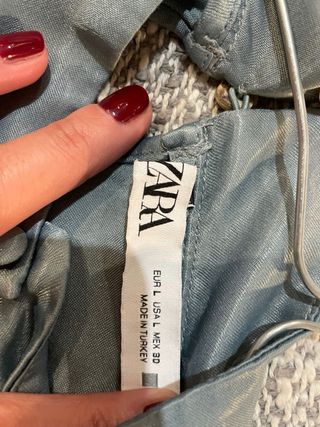 ZARA
EUR L USA L MEX 30
MADE IN TURKEY